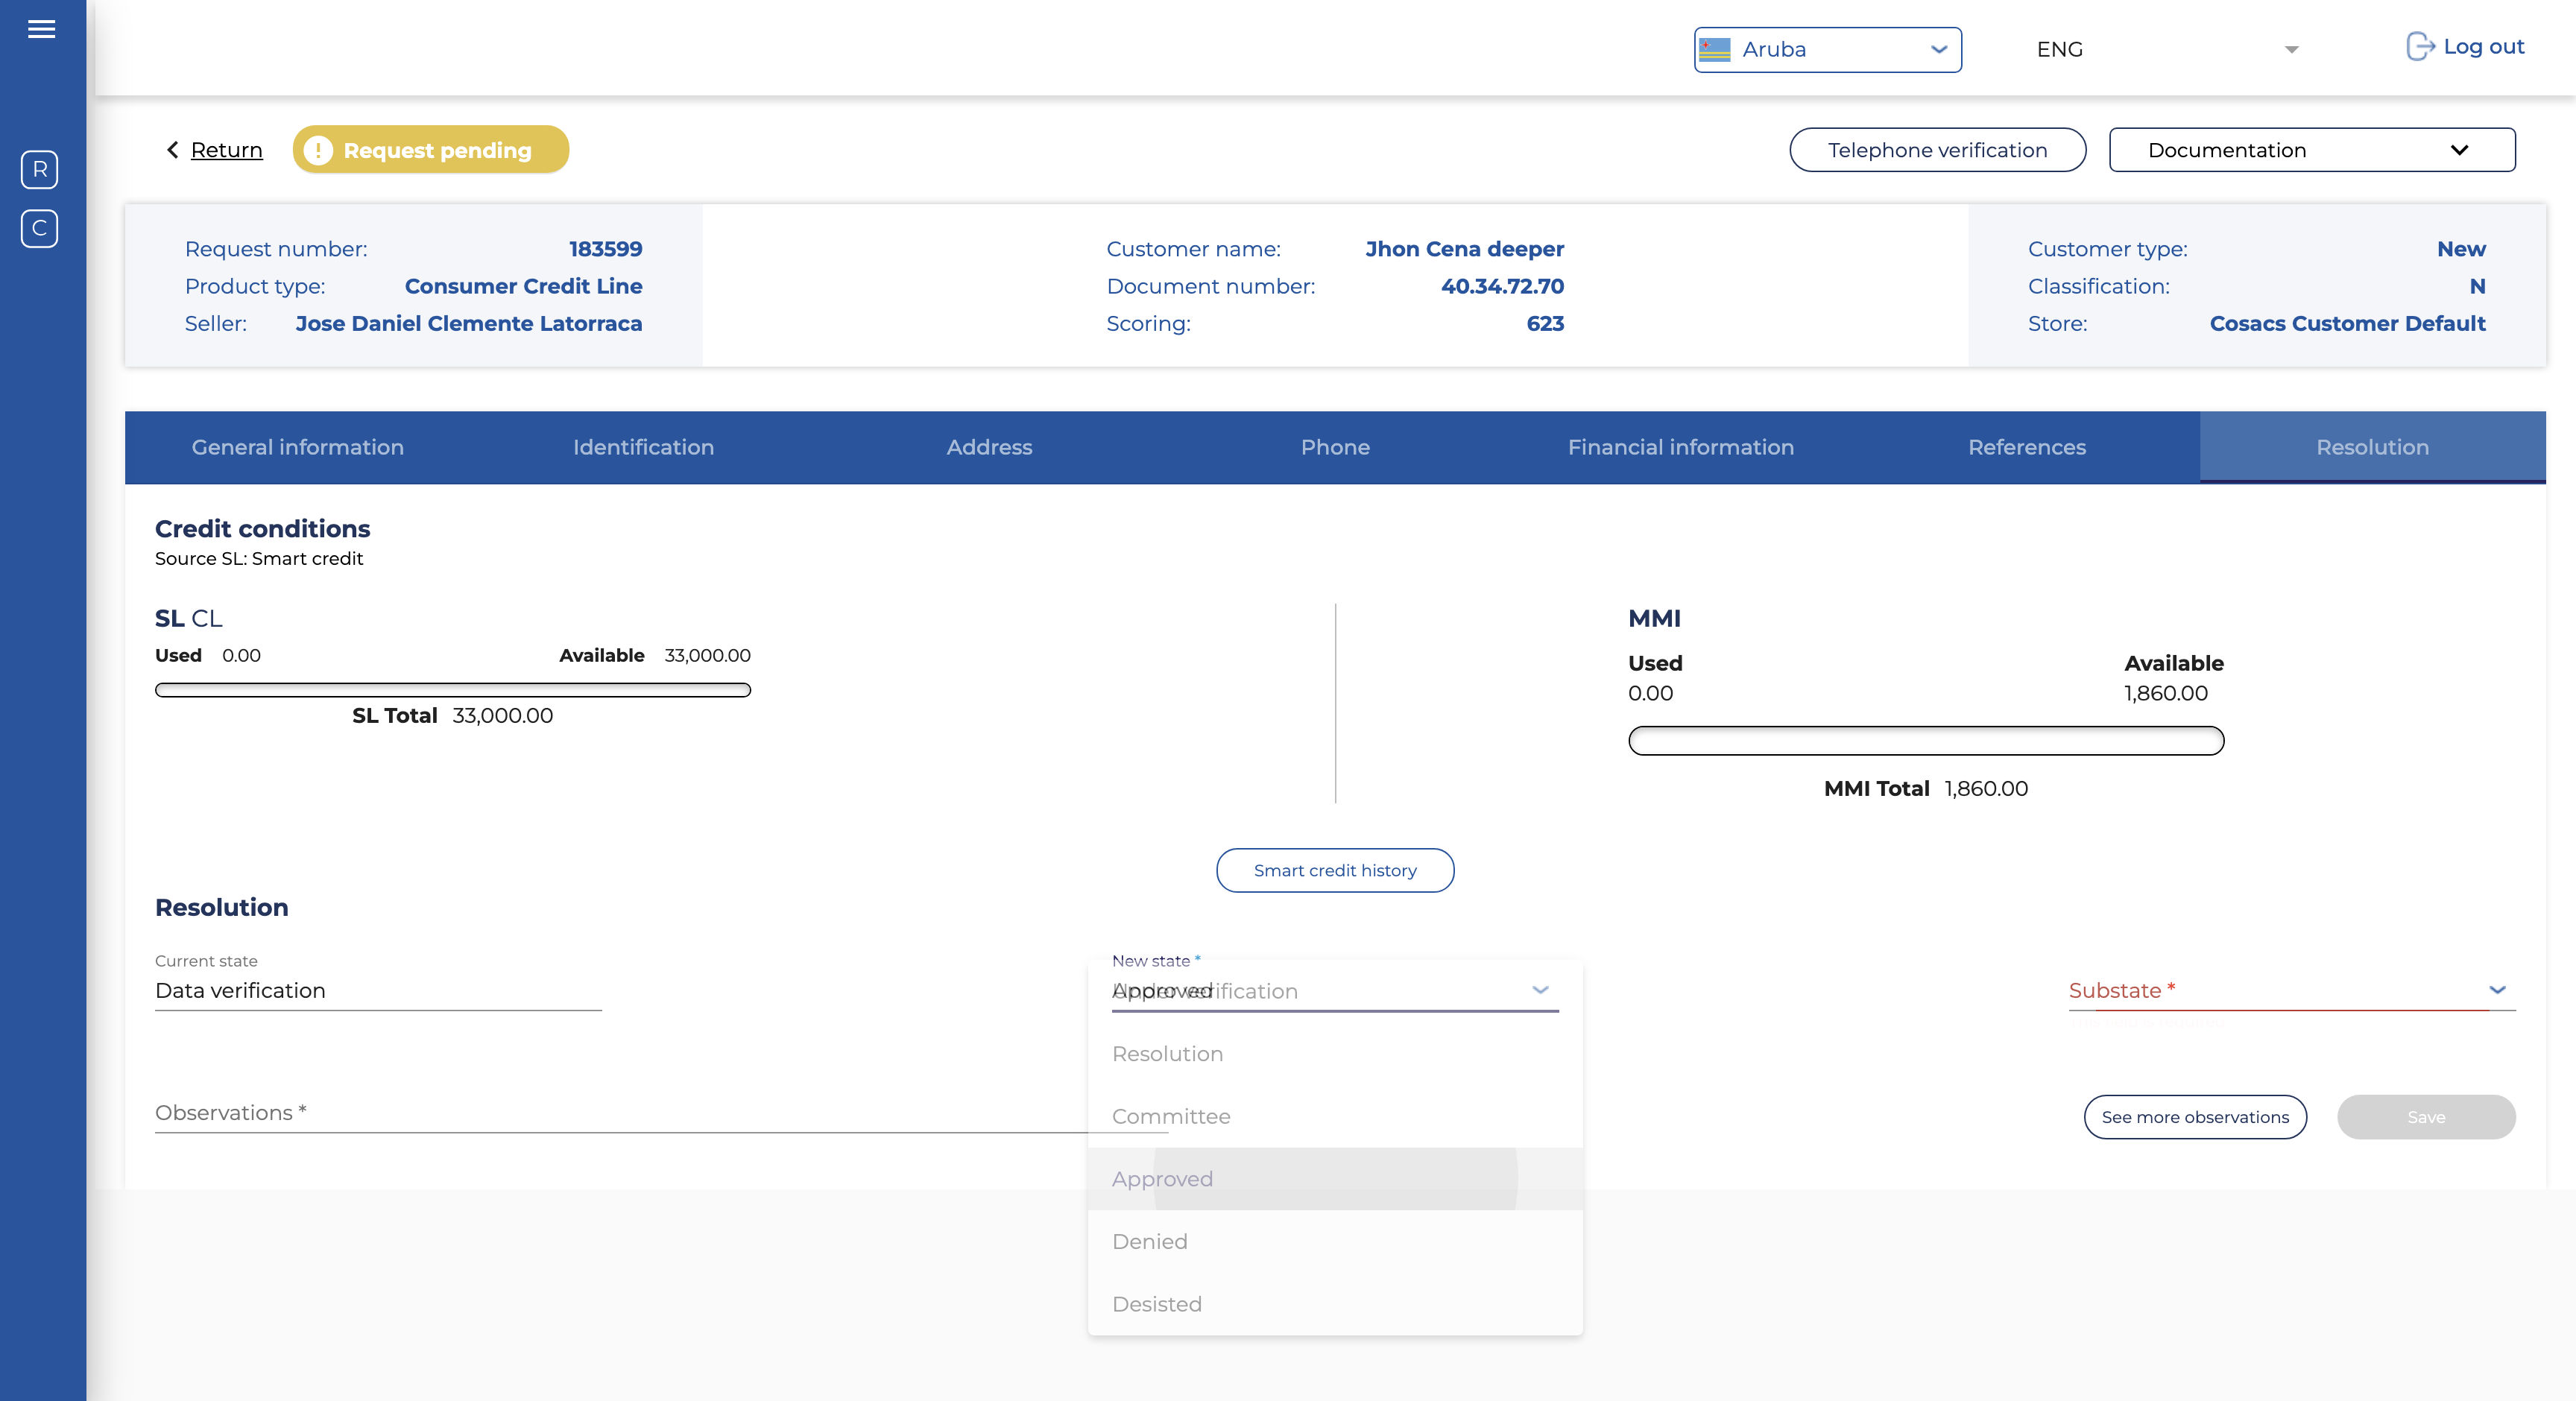 Aruba
ENG
Log out
R
C
Return
Request pending
Telephone verification
Documentation
Request number: 183599
Product type: Consumer Credit Line
Seller: Jose Daniel Clemente Latorraca
Customer name: Jhon Cena deeper
Document number: 40.34.72.70
Scoring: 623
Customer type: New
Classification: N
Store: Cosacs Customer Default
General information
Identification
Address
Phone
Financial information
References
Resolution
Credit conditions
Source SL: Smart credit
SL CL
Used 0.00 Available 33,000.00
SL Total 33,000.00
MMI
Used Available
0.00 1,860.00
MMI Total 1,860.00
Smart credit history
Resolution
Current state
Data verification
New state *
Approved
verification
Substate *
Resolution
Committee
Approved
Denied
Desisted
Observations *
See more observations
Save